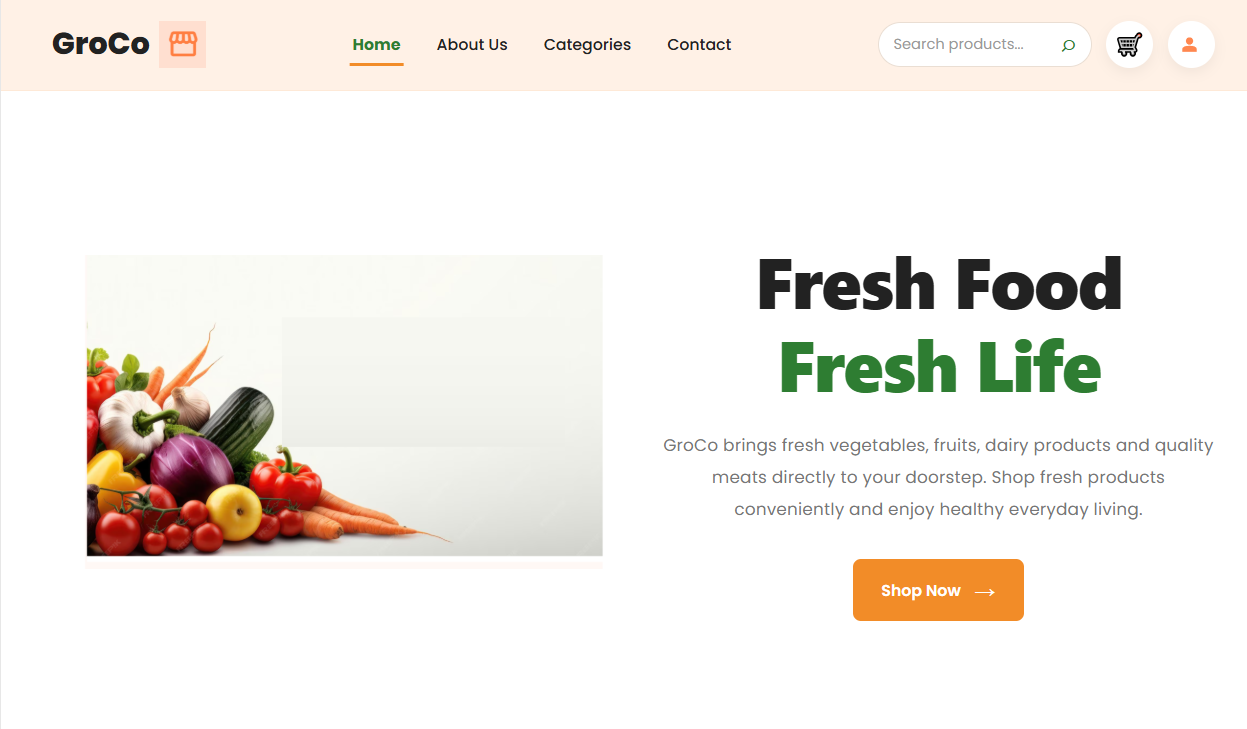 GroCo
Home
About Us
Categories
Contact
Search products...
Fresh Food
Fresh Life
GroCo brings fresh vegetables, fruits, dairy products and quality
meats directly to your doorstep. Shop fresh products
conveniently and enjoy healthy everyday living.
Shop Now →